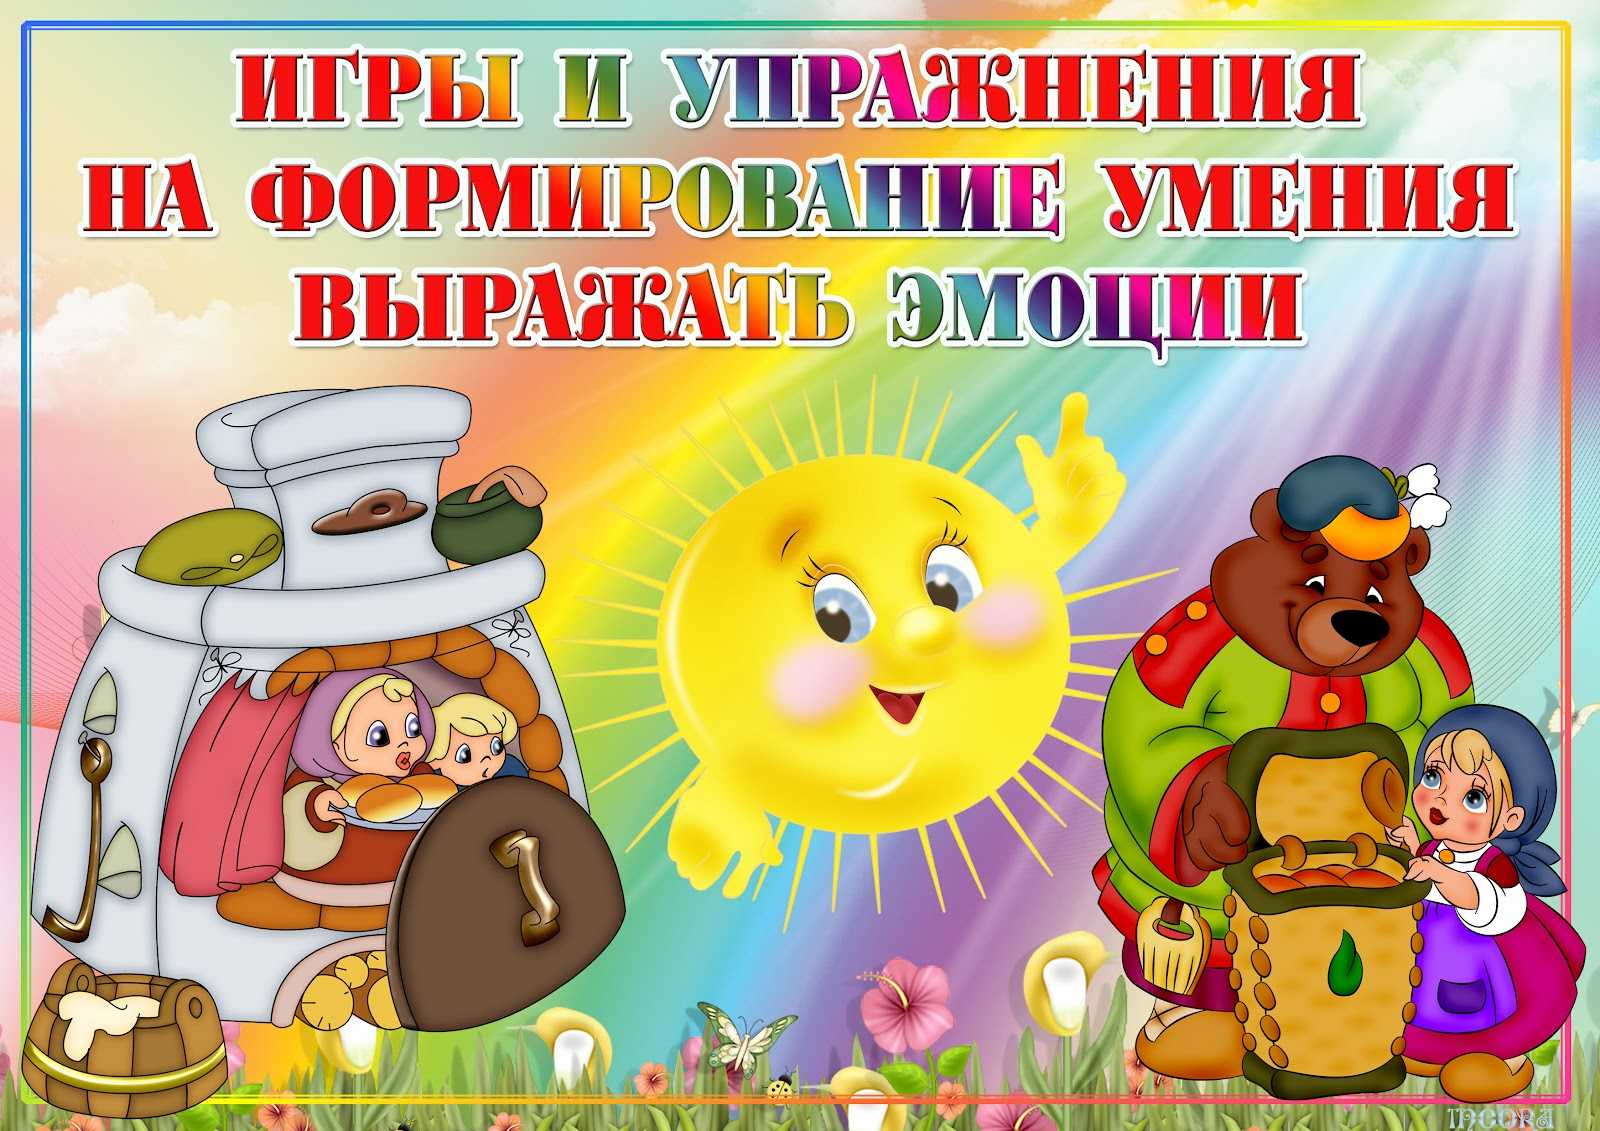 ИГРЫ И УПРАЖНЕНИЯ
НА ФОРМИРОВАНИЕ УМЕНИЯ
ВЫРАЖАТЬ ЭМОЦИИ